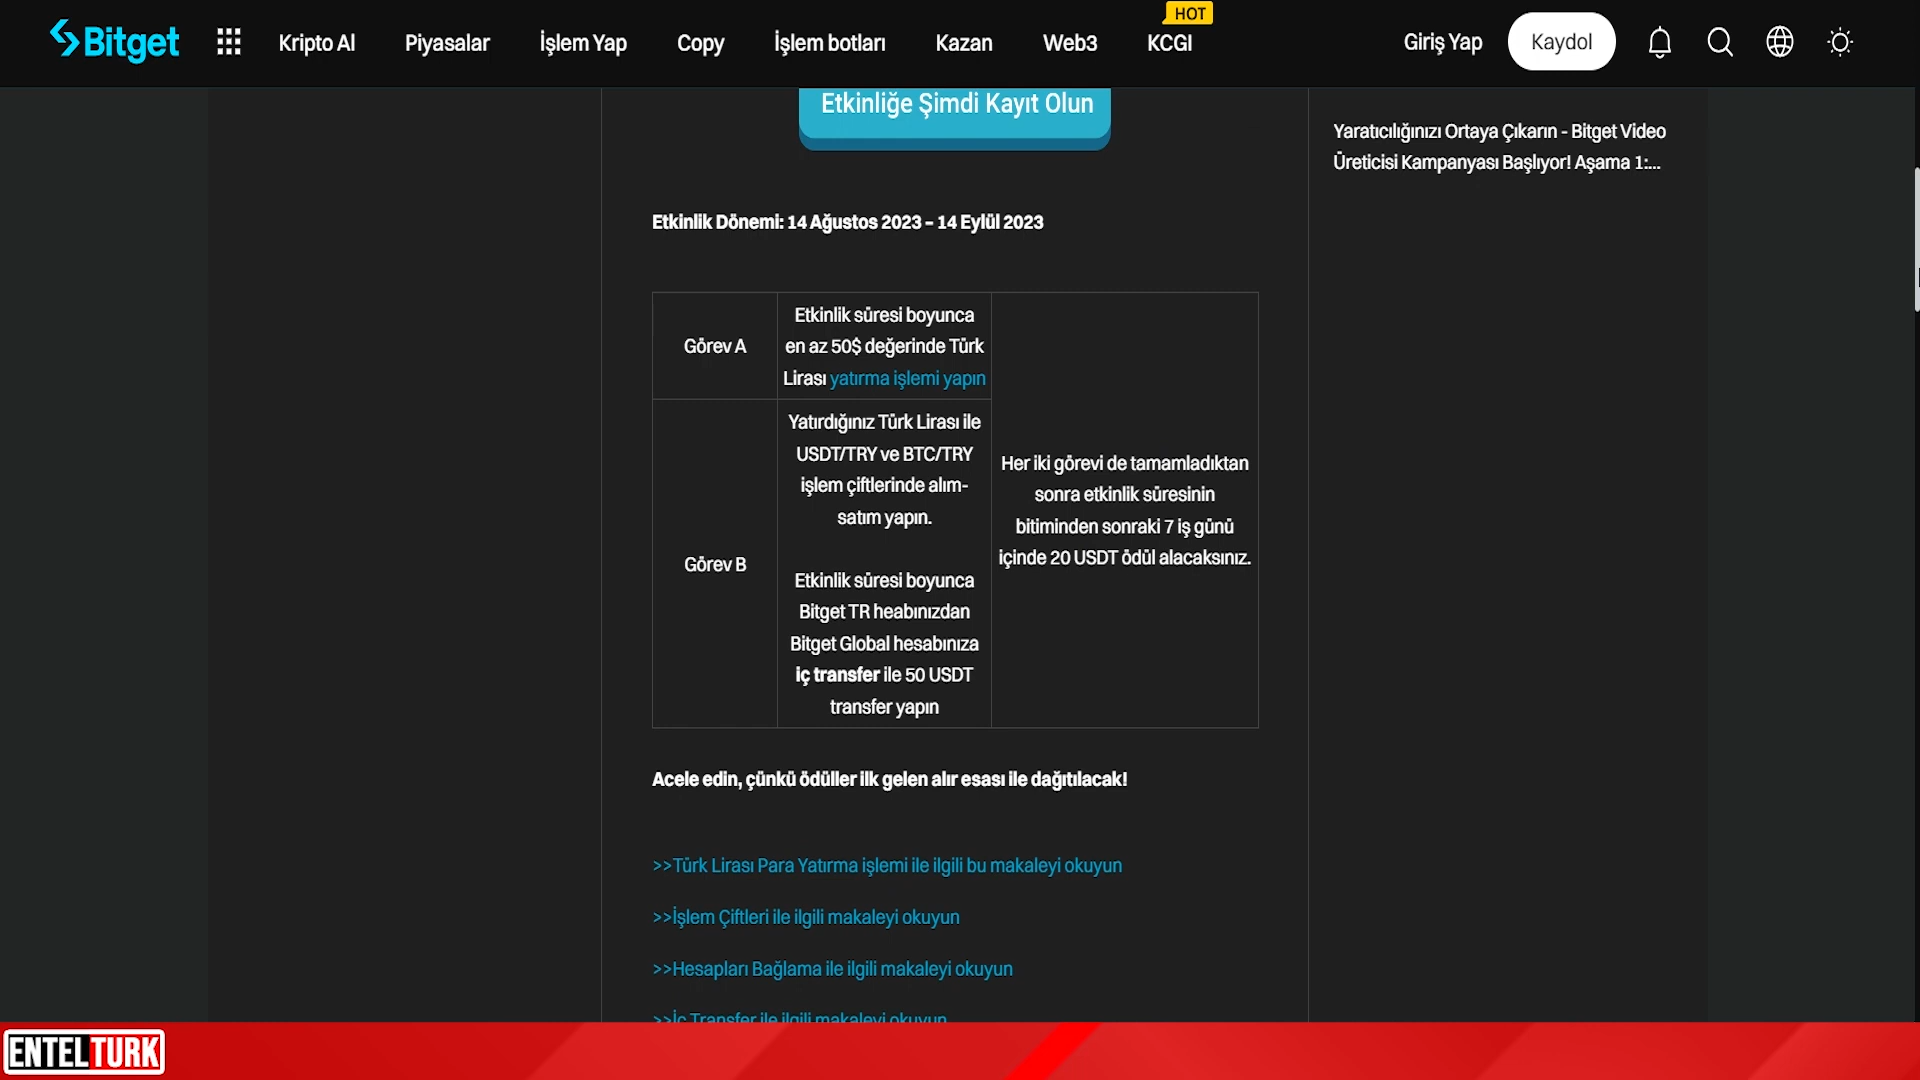 Bitget
Kripto Al
Piyasalar
İşlem Yap
Copy
İşlem botları
Kazan
Web3
HOT
KCGI
Giriş Yap
Kaydol
Etkinliğe Şimdi Kayıt Olun
Yaratıcılığınızı Ortaya Çıkarın - Bitget Video
Üreticisi Kampanyası Başlıyor! Aşama 1:...
Etkinlik Dönemi: 14 Ağustos 2023 – 14 Eylül 2023
Görev A
Etkinlik süresi boyunca
en az 50$ değerinde Türk
Lirası yatırma işlemi yapın
Görev B
Yatırdığınız Türk Lirası ile
USDT/TRY ve BTC/TRY
işlem çiftlerinde alım-
satım yapın.
Etkinlik süresi boyunca
Bitget TR heabınızdan
Bitget Global hesabınıza
iç transfer ile 50 USDT
transfer yapın
Her iki görevi de tamamladıktan
sonra etkinlik süresinin
bitiminden sonraki 7 iş günü
içinde 20 USDT ödül alacaksınız.
Acele edin, çünkü ödüller ilk gelen alır esası ile dağıtılacak!
>>Türk Lirası Para Yatırma işlemi ile ilgili bu makaleyi okuyun
>>İşlem Çiftleri ile ilgili makaleyi okuyun
>>Hesapları Bağlama ile ilgili makaleyi okuyun
>>İç Transfer ile ilgili makaleyi okuyun
ENTELTURK